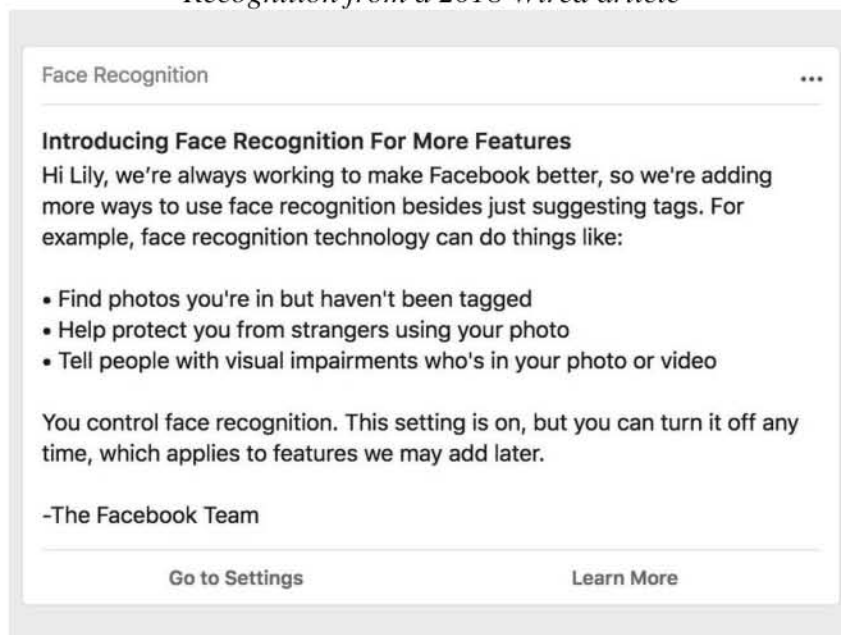 Recognition from a 2018 Wired article
Face Recognition
Introducing Face Recognition For More Features
Hi Lily, we're always working to make Facebook better, so we're adding
more ways to use face recognition besides just suggesting tags. For
example, face recognition technology can do things like:
• Find photos you're in but haven't been tagged
• Help protect you from strangers using your photo
• Tell people with visual impairments who's in your photo or video
You control face recognition. This setting is on, but you can turn it off any
time, which applies to features we may add later.
-The Facebook Team
Go to Settings
Learn More